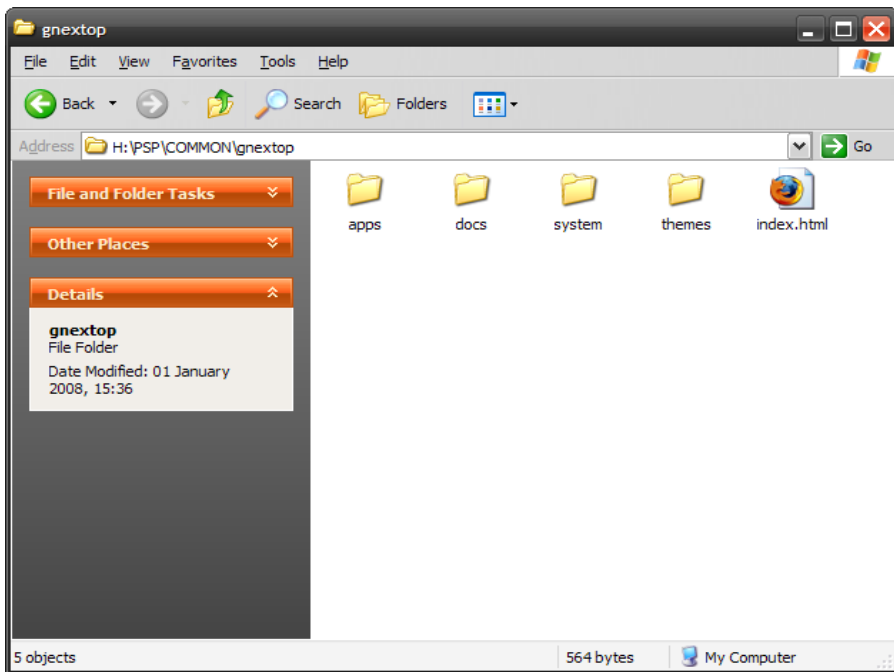 gnextop
File Edit View Favorites Tools Help
Back Search Folders
Address H:\PSP\COMMON\gnextop Go
File and Folder Tasks
Other Places
Details
gnextop
File Folder
Date Modified: 01 January
2008, 15:36
apps docs system themes index.html
5 objects 564 bytes My Computer